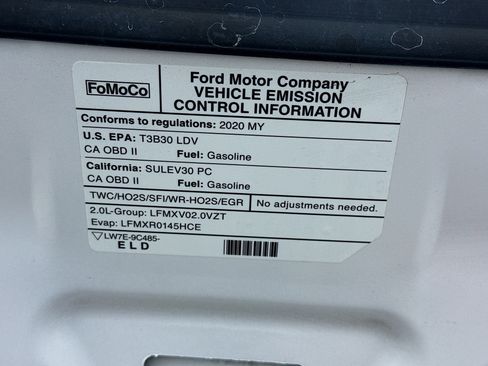 FoMoCo
Ford Motor Company
VEHICLE EMISSION
CONTROL INFORMATION
Conforms to regulations: 2020 MY
U.S. EPA: T3B30 LDV
CA OBD II Fuel: Gasoline
California: SULEV30 PC
CA OBD II Fuel: Gasoline
TWC/HO2S/SFI/WR-HO2S/EGR No adjustments needed.
2.0L-Group: LFMXV02.0VZT
Evap: LFMXR0145HCE
LW7E-9C485-
ELD